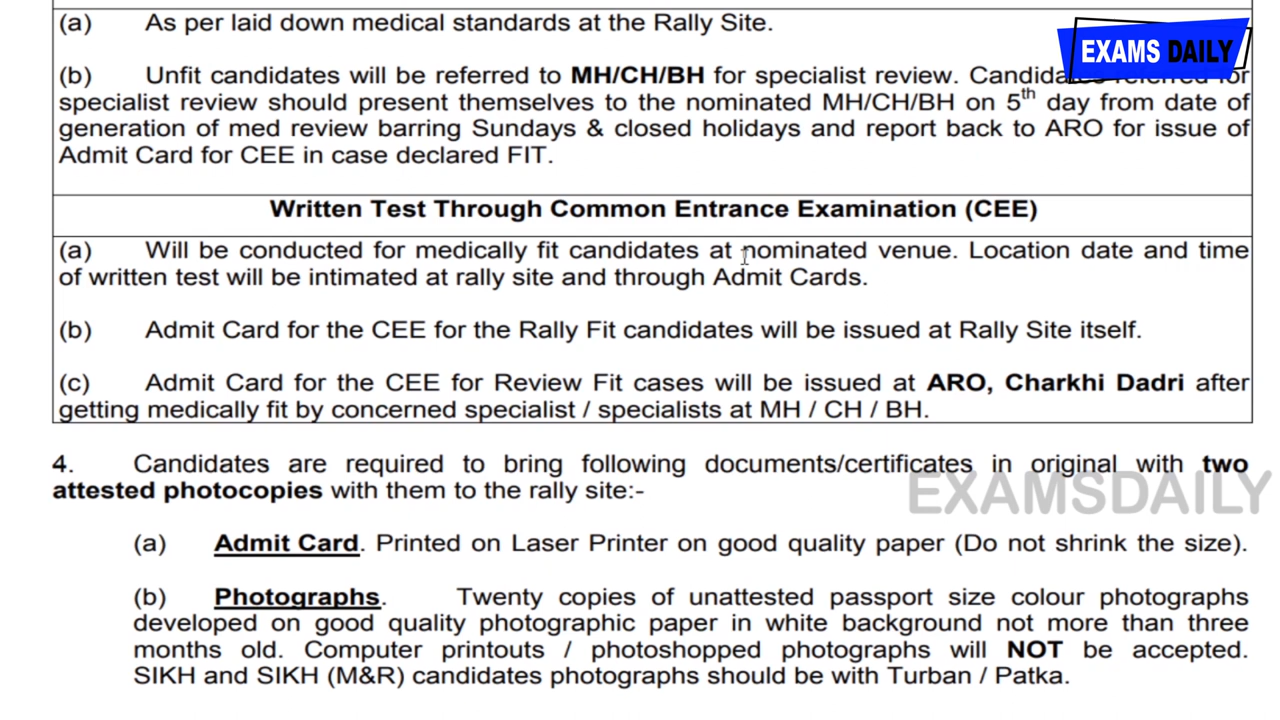 (a) As per laid down medical standards at the Rally Site.
EXAMS DAILY
(b) Unfit candidates will be referred to MH/CH/BH for specialist review. Candidates referred for
specialist review should present themselves to the nominated MH/CH/BH on 5th day from date of
generation of med review barring Sundays & closed holidays and report back to ARO for issue of
Admit Card for CEE in case declared FIT.
Written Test Through Common Entrance Examination (CEE)
(a) Will be conducted for medically fit candidates at nominated venue. Location date and time
of written test will be intimated at rally site and through Admit Cards.
(b) Admit Card for the CEE for the Rally Fit candidates will be issued at Rally Site itself.
(c) Admit Card for the CEE for Review Fit cases will be issued at ARO, Charkhi Dadri after
getting medically fit by concerned specialist / specialists at MH / CH / BH.
4. Candidates are required to bring following documents/certificates in original with two
attested photocopies with them to the rally site:-
EXAMSDAILY
(a) Admit Card. Printed on Laser Printer on good quality paper (Do not shrink the size).
(b) Photographs. Twenty copies of unattested passport size colour photographs
developed on good quality photographic paper in white background not more than three
months old. Computer printouts / photoshopped photographs will NOT be accepted.
SIKH and SIKH (M&R) candidates photographs should be with Turban / Patka.